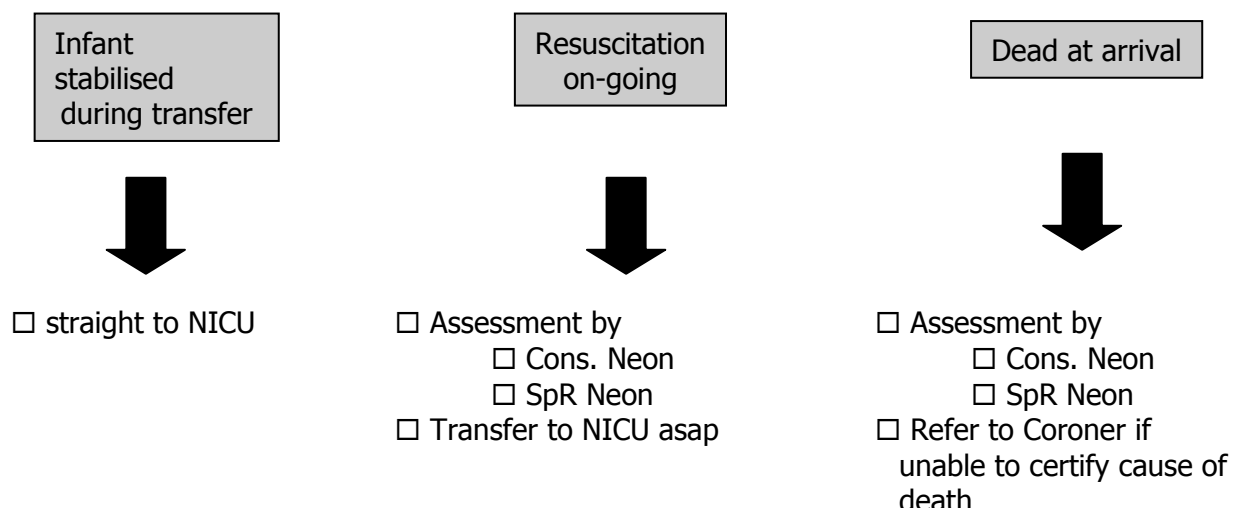 Infant
stabilised
during transfer
☐ straight to NICU
Resuscitation
on-going
☐ Assessment by
☐ Cons. Neon
☐ SpR Neon
☐ Transfer to NICU asap
Dead at arrival
☐ Assessment by
☐ Cons. Neon
☐ SpR Neon
☐ Refer to Coroner if
unable to certify cause of
death